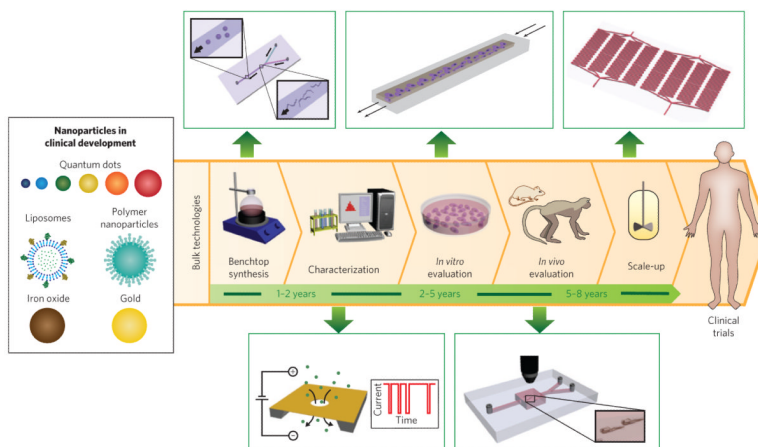 Nanoparticles in
clinical development
Quantum dots
Liposomes
Polymer
nanoparticles
Iron oxide
Gold
Bulk technologies
Benchtop
synthesis
Characterization
In vitro
evaluation
In vivo
evaluation
Scale-up
1–2 years
2–5 years
5–8 years
Clinical
trials
+
−
Current
Time